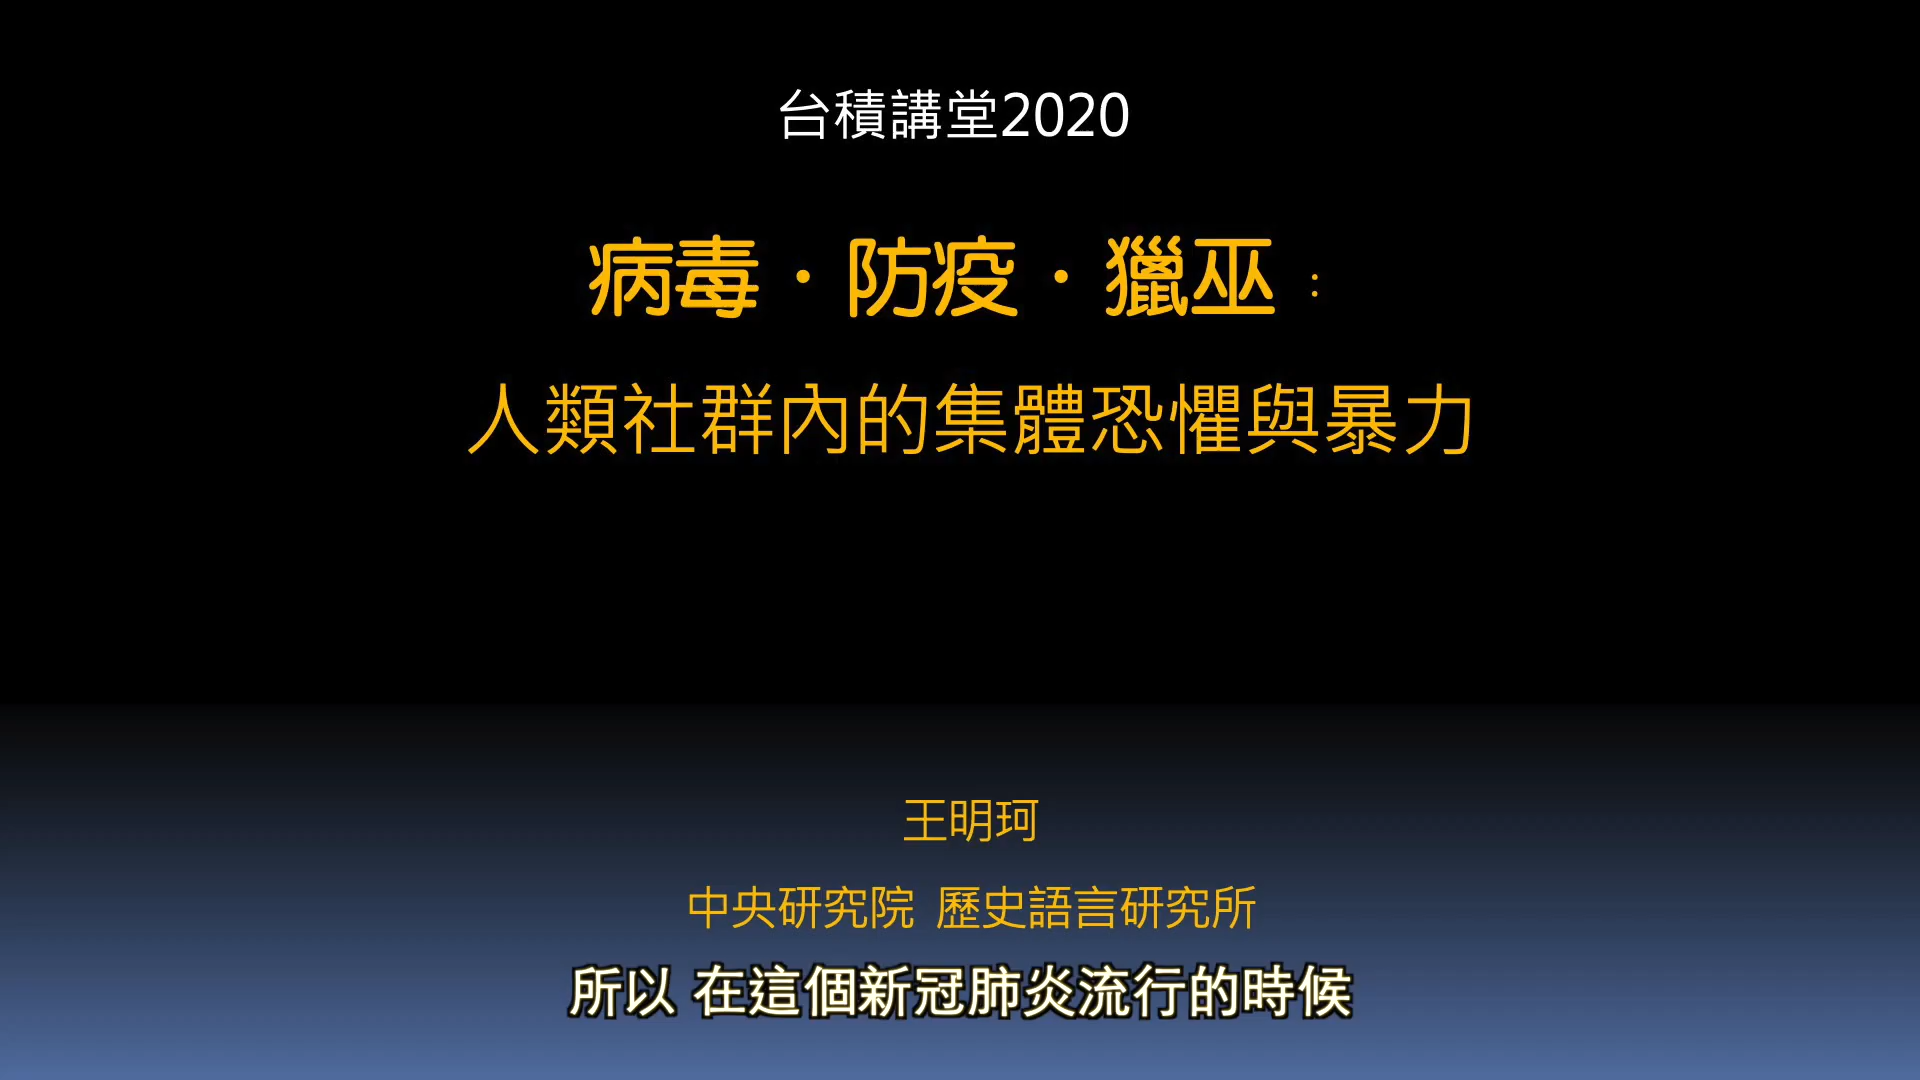 台積講堂2020
病毒・防疫・獵巫：
人類社群內的集體恐懼與暴力
王明珂
中央研究院 歷史語言研究所
所以 在這個新冠肺炎流行的時候